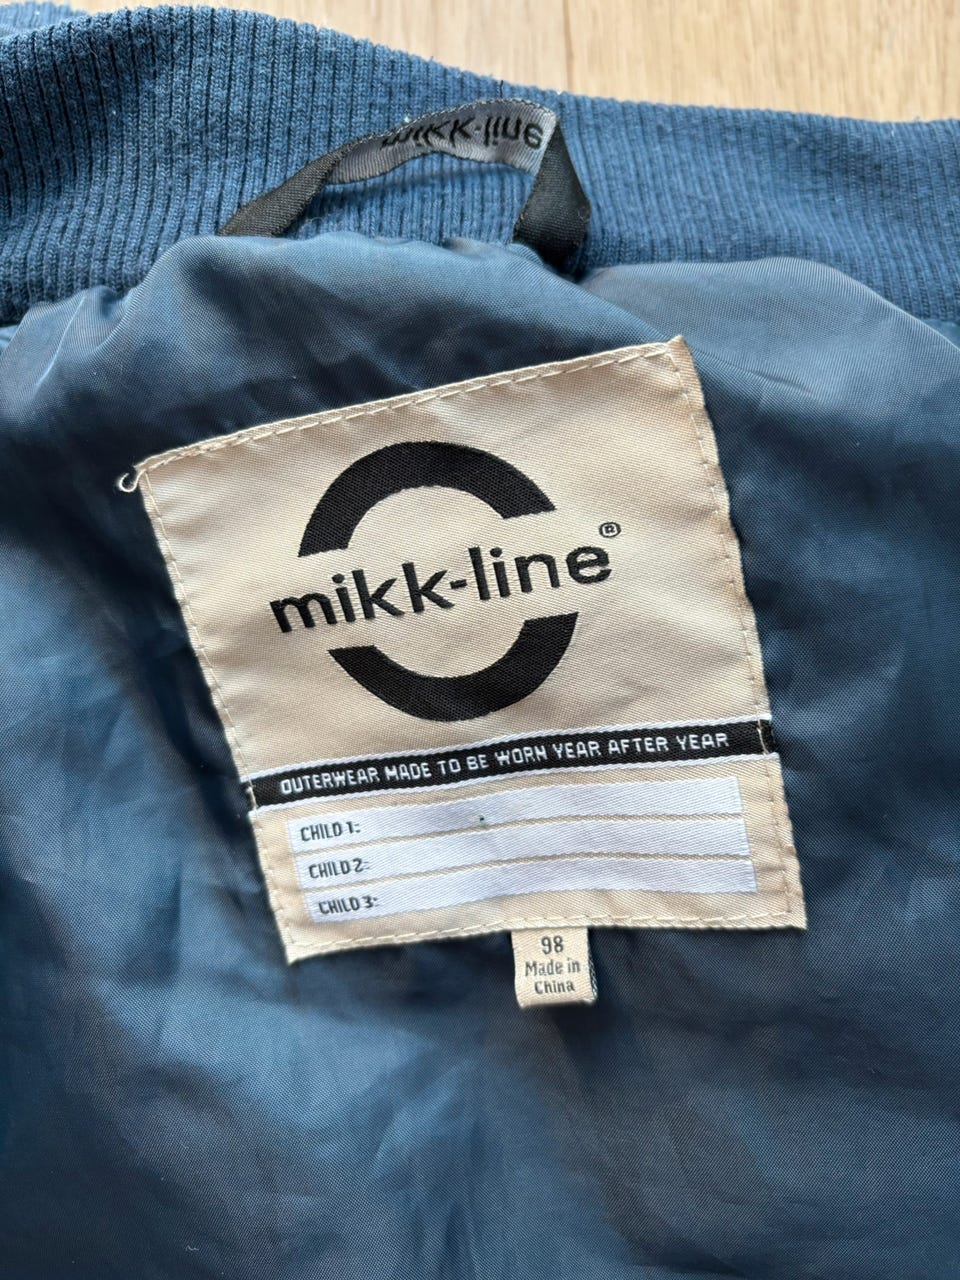 mikk-line
mikk-line®
OUTERWEAR MADE TO BE WORN YEAR AFTER YEAR
CHILD 1:
CHILD 2:
CHILD 3:
98
Made in
China